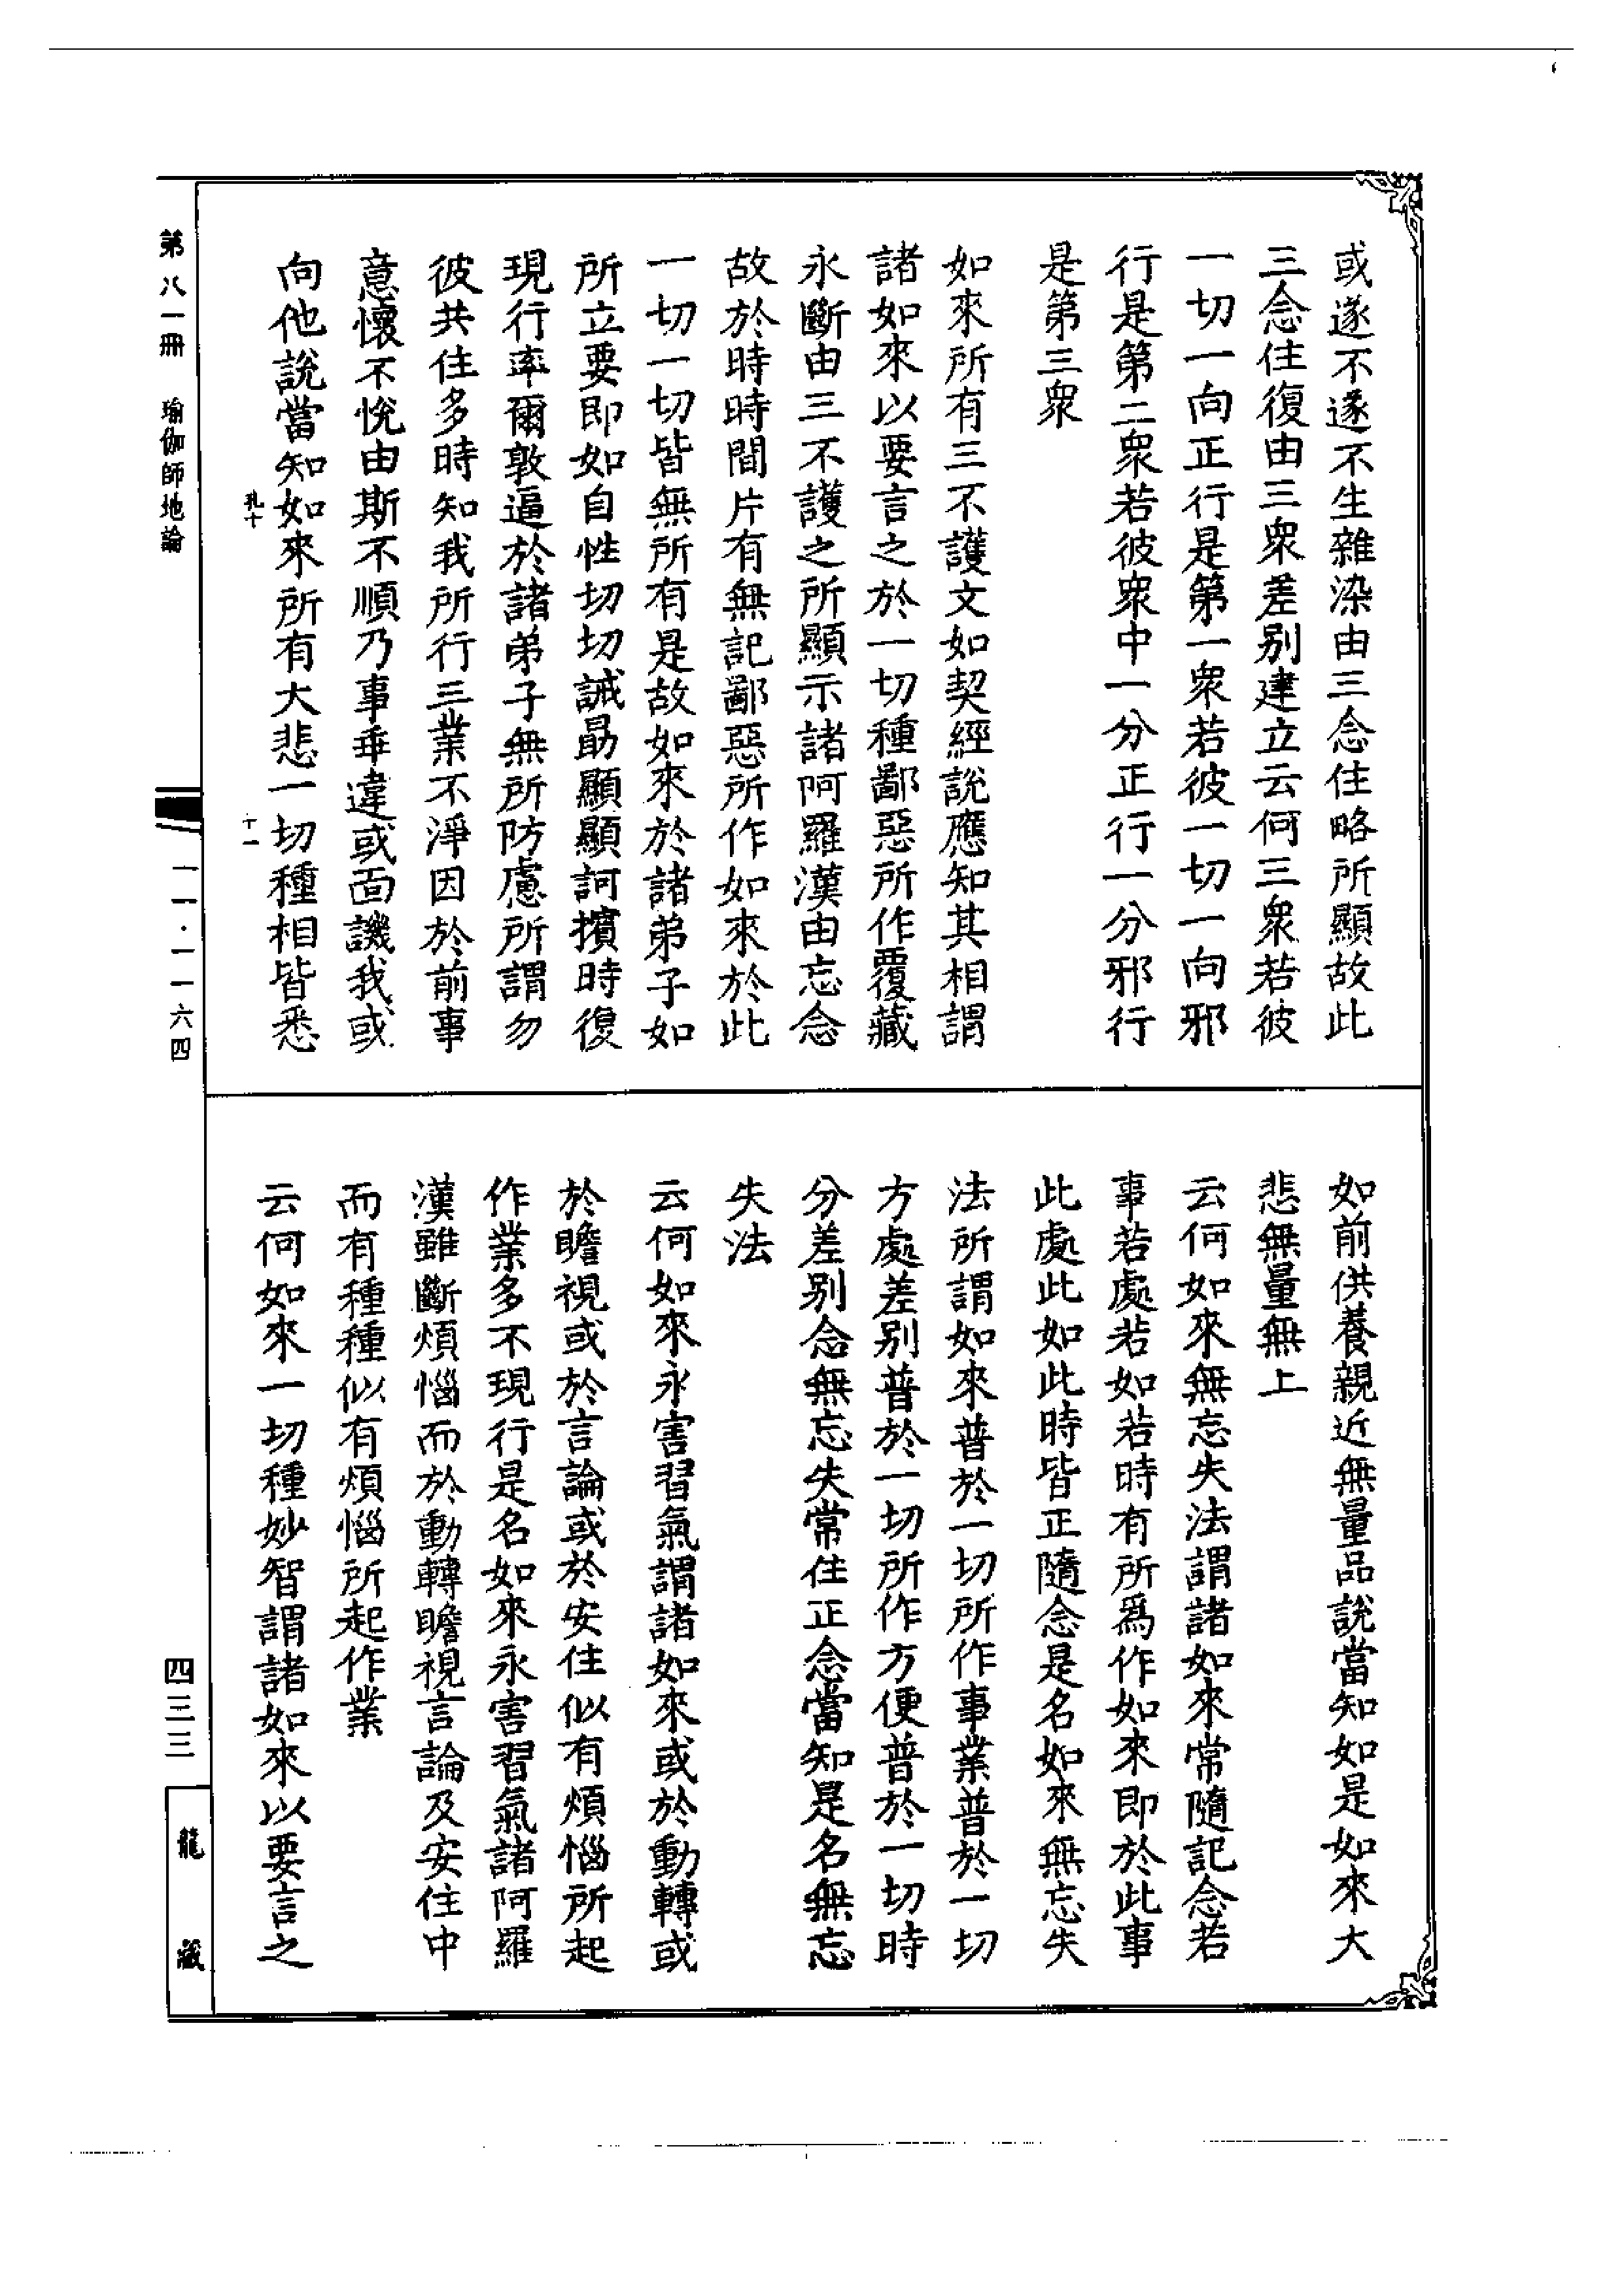 或遂不遂不生雜染由三念住略所顯故此
三念住復由三衆差别建立云何三衆若彼
一切一向正行是第一衆若彼一切一向邪
行是第二衆若彼衆中一分正行一分邪行
是第三衆
如來所有三不護文如契經說應知其相謂
諸如來以要言之於一切種鄙惡所作覆藏
永斷由三不護之所顯示諸阿羅漢由忘念
故於時時間片有無記鄙惡所作如來於此
一切一切皆無所有是故如來於諸弟子如
所立要即如自性切切誡勗顯顯訶擯時復
現行率爾敦逼於諸弟子無所防慮所謂勿
彼共住多時知我所行三業不淨因於前事
意懷不悅由斯不順乃事乖違或面譏我或
向他說當知如來所有大悲一切種相皆悉
孔十
十一
第八一冊 瑜伽師地論
一一·一一六四
如前供養親近無量品說當知如是如來大
悲無量無上
云何如來無忘失法謂諸如來常隨記念若
事若處若如若時有所爲作如來即於此事
此處此如此時皆正隨念是名如來無忘失
法所謂如來普於一切所作事業普於一切
方處差别普於一切所作方便普於一切時
分差别念無忘失常住正念當知是名無忘
失法
云何如來永害習氣謂諸如來或於動轉或
於瞻視或於言論或於安住似有煩惱所起
作業多不現行是名如來永害習氣諸阿羅
漢雖斷煩惱而於動轉瞻視言論及安住中
而有種種似有煩惱所起作業
云何如來一切種妙智謂諸如來以要言之
四三三
龍藏